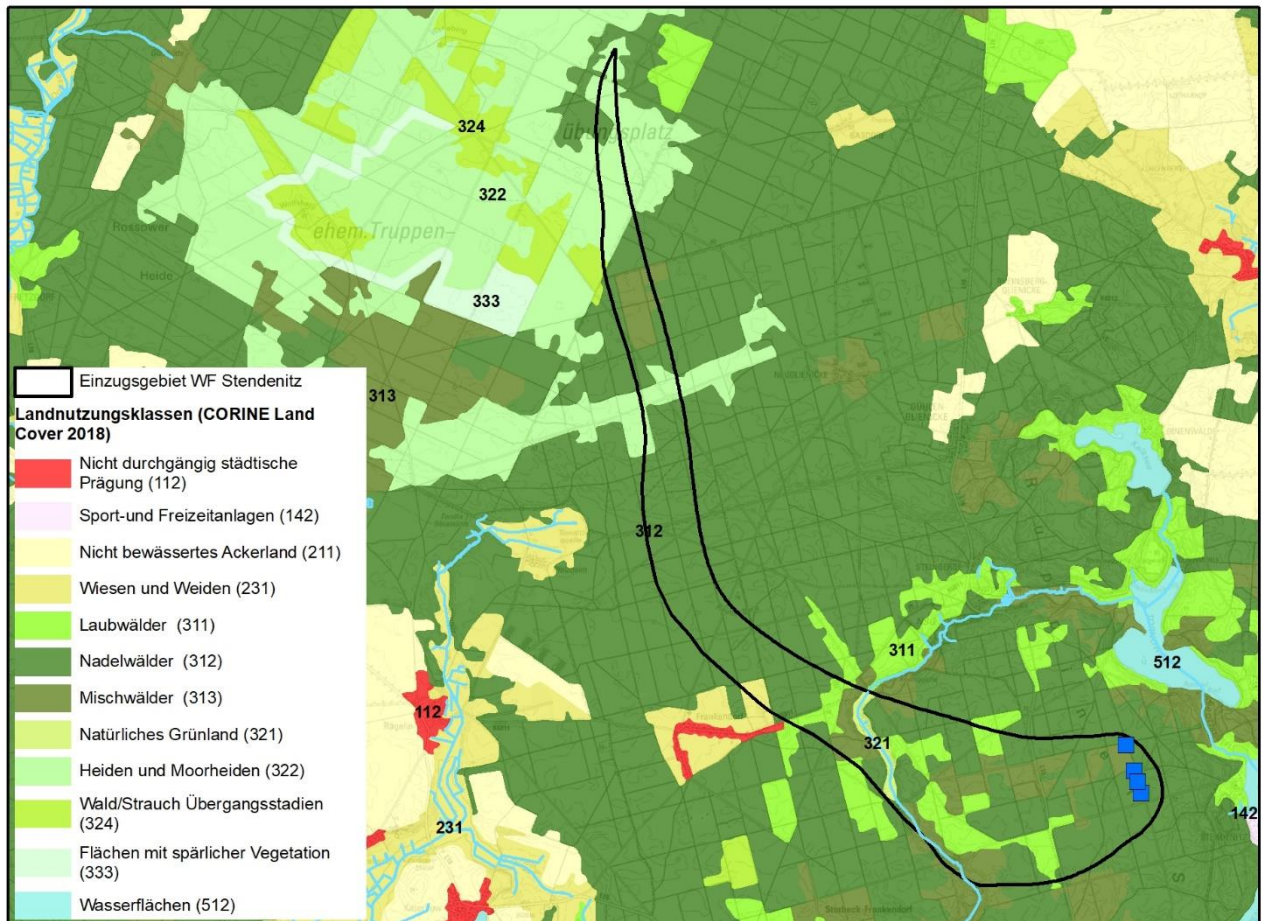 324
übungsplatz
322
ehem. Truppen-
Rossower
Heide
333
313
312
311
512
321
112
231
142
Frankendorf
Einzugsgebiet WF Stendenitz
Landnutzungsklassen (CORINE Land
Cover 2018)
Nicht durchgängig städtische
Prägung (112)
Sport-und Freizeitanlagen (142)
Nicht bewässertes Ackerland (211)
Wiesen und Weiden (231)
Laubwälder (311)
Nadelwälder (312)
Mischwälder (313)
Natürliches Grünland (321)
Heiden und Moorheiden (322)
Wald/Strauch Übergangsstadien
(324)
Flächen mit spärlicher Vegetation
(333)
Wasserflächen (512)